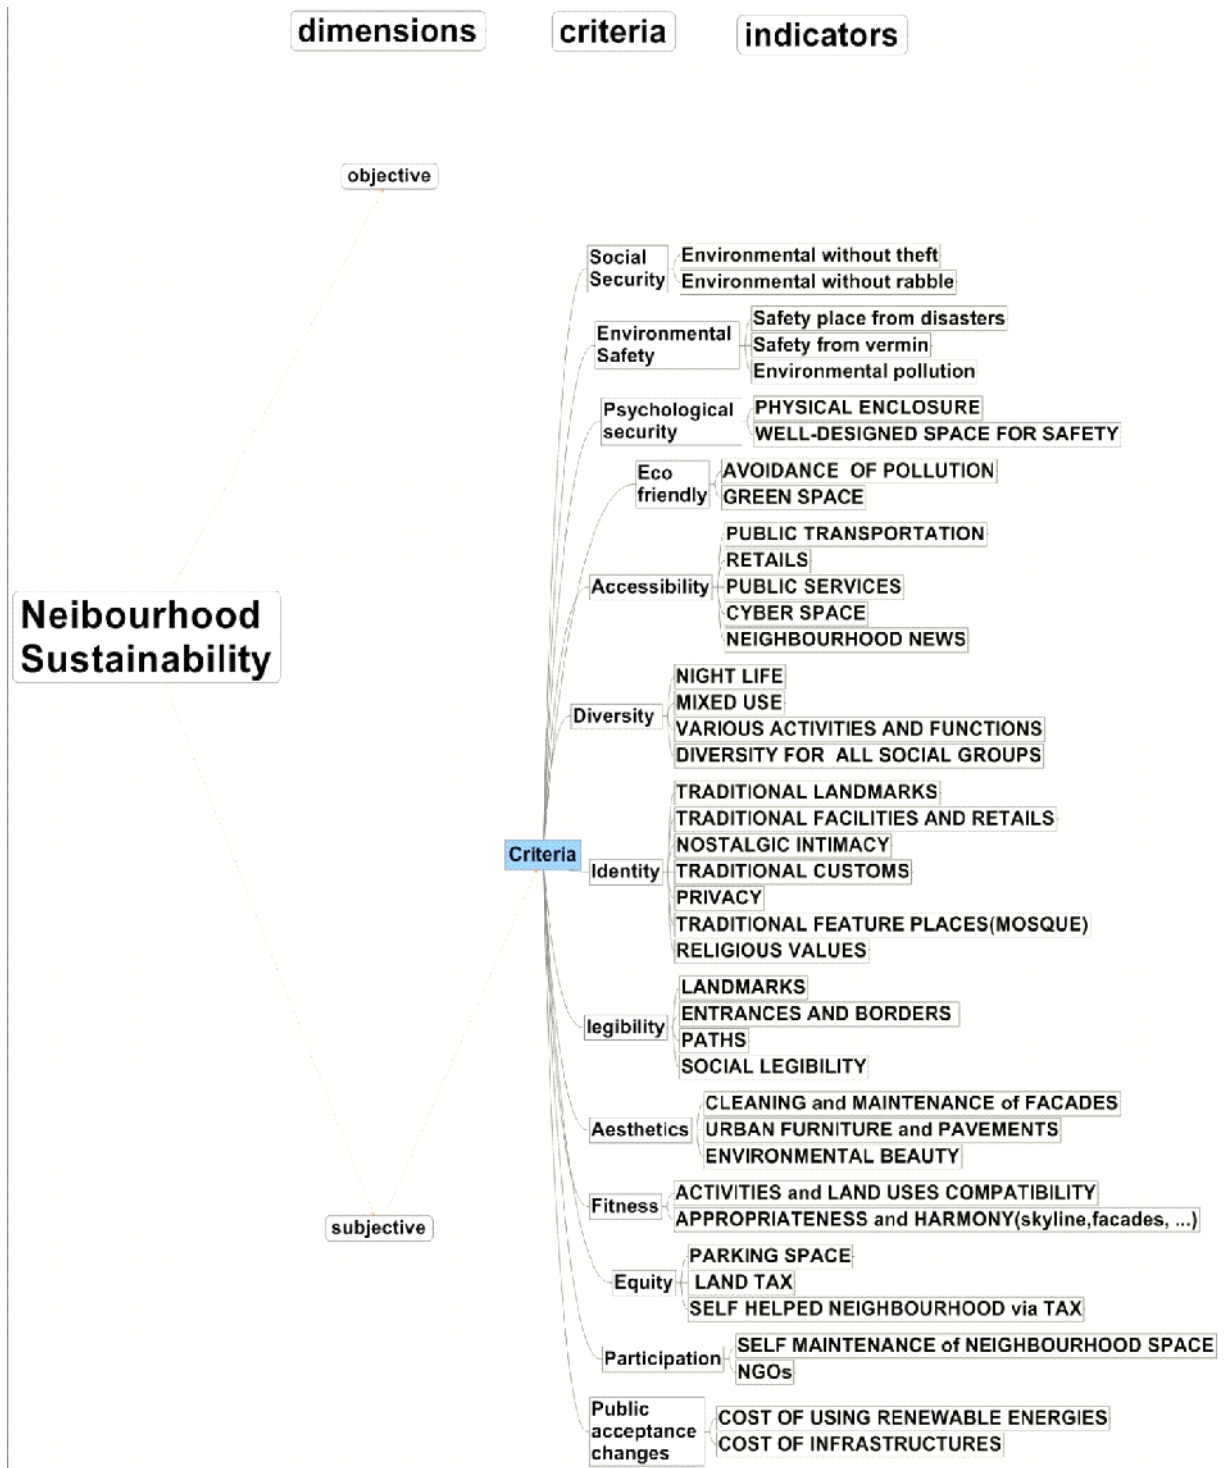 dimensions criteria indicators
objective
Social
Security
Environmental without theft
Environmental without rabble
Environmental
Safety
Safety place from disasters
Safety from vermin
Environmental pollution
Psychological
security
PHYSICAL ENCLOSURE
WELL-DESIGNED SPACE FOR SAFETY
Eco
friendly
AVOIDANCE OF POLLUTION
GREEN SPACE
Accessibility
PUBLIC TRANSPORTATION
RETAILS
PUBLIC SERVICES
CYBER SPACE
NEIGHBOURHOOD NEWS
Neibourhood
Sustainability
Diversity
NIGHT LIFE
MIXED USE
VARIOUS ACTIVITIES AND FUNCTIONS
DIVERSITY FOR ALL SOCIAL GROUPS
Criteria
Identity
TRADITIONAL LANDMARKS
TRADITIONAL FACILITIES AND RETAILS
NOSTALGIC INTIMACY
TRADITIONAL CUSTOMS
PRIVACY
TRADITIONAL FEATURE PLACES(MOSQUE)
RELIGIOUS VALUES
legibility
LANDMARKS
ENTRANCES AND BORDERS
PATHS
SOCIAL LEGIBILITY
Aesthetics
CLEANING and MAINTENANCE of FACADES
URBAN FURNITURE and PAVEMENTS
ENVIRONMENTAL BEAUTY
Fitness
ACTIVITIES and LAND USES COMPATIBILITY
APPROPRIATENESS and HARMONY(skyline,facades, ...)
subjective
Equity
PARKING SPACE
LAND TAX
SELF HELPED NEIGHBOURHOOD via TAX
Participation
SELF MAINTENANCE of NEIGHBOURHOOD SPACE
NGOs
Public
acceptance
changes
COST OF USING RENEWABLE ENERGIES
COST OF INFRASTRUCTURES